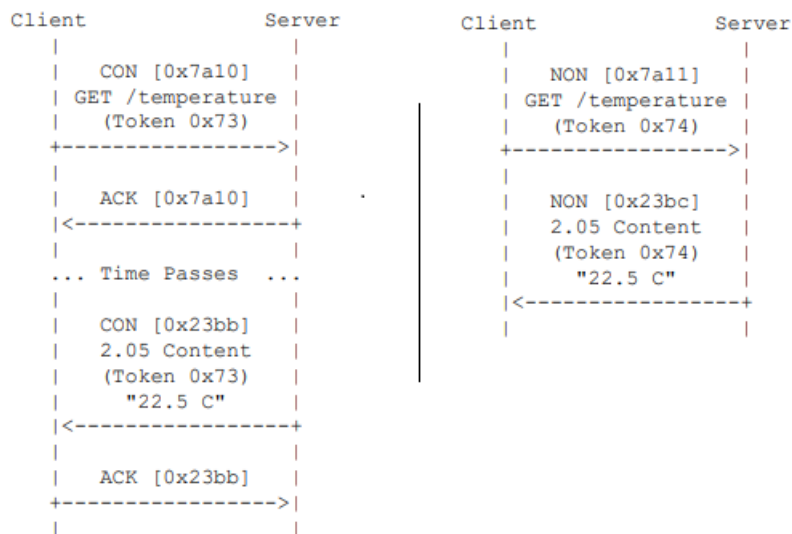 Client Server
CON [0x7a10]
GET /temperature
(Token 0x73)
ACK [0x7a10]
... Time Passes ...
CON [0x23bb]
2.05 Content
(Token 0x73)
"22.5 C"
ACK [0x23bb]
Client Server
NON [0x7a11]
GET /temperature
(Token 0x74)
NON [0x23bc]
2.05 Content
(Token 0x74)
"22.5 C"